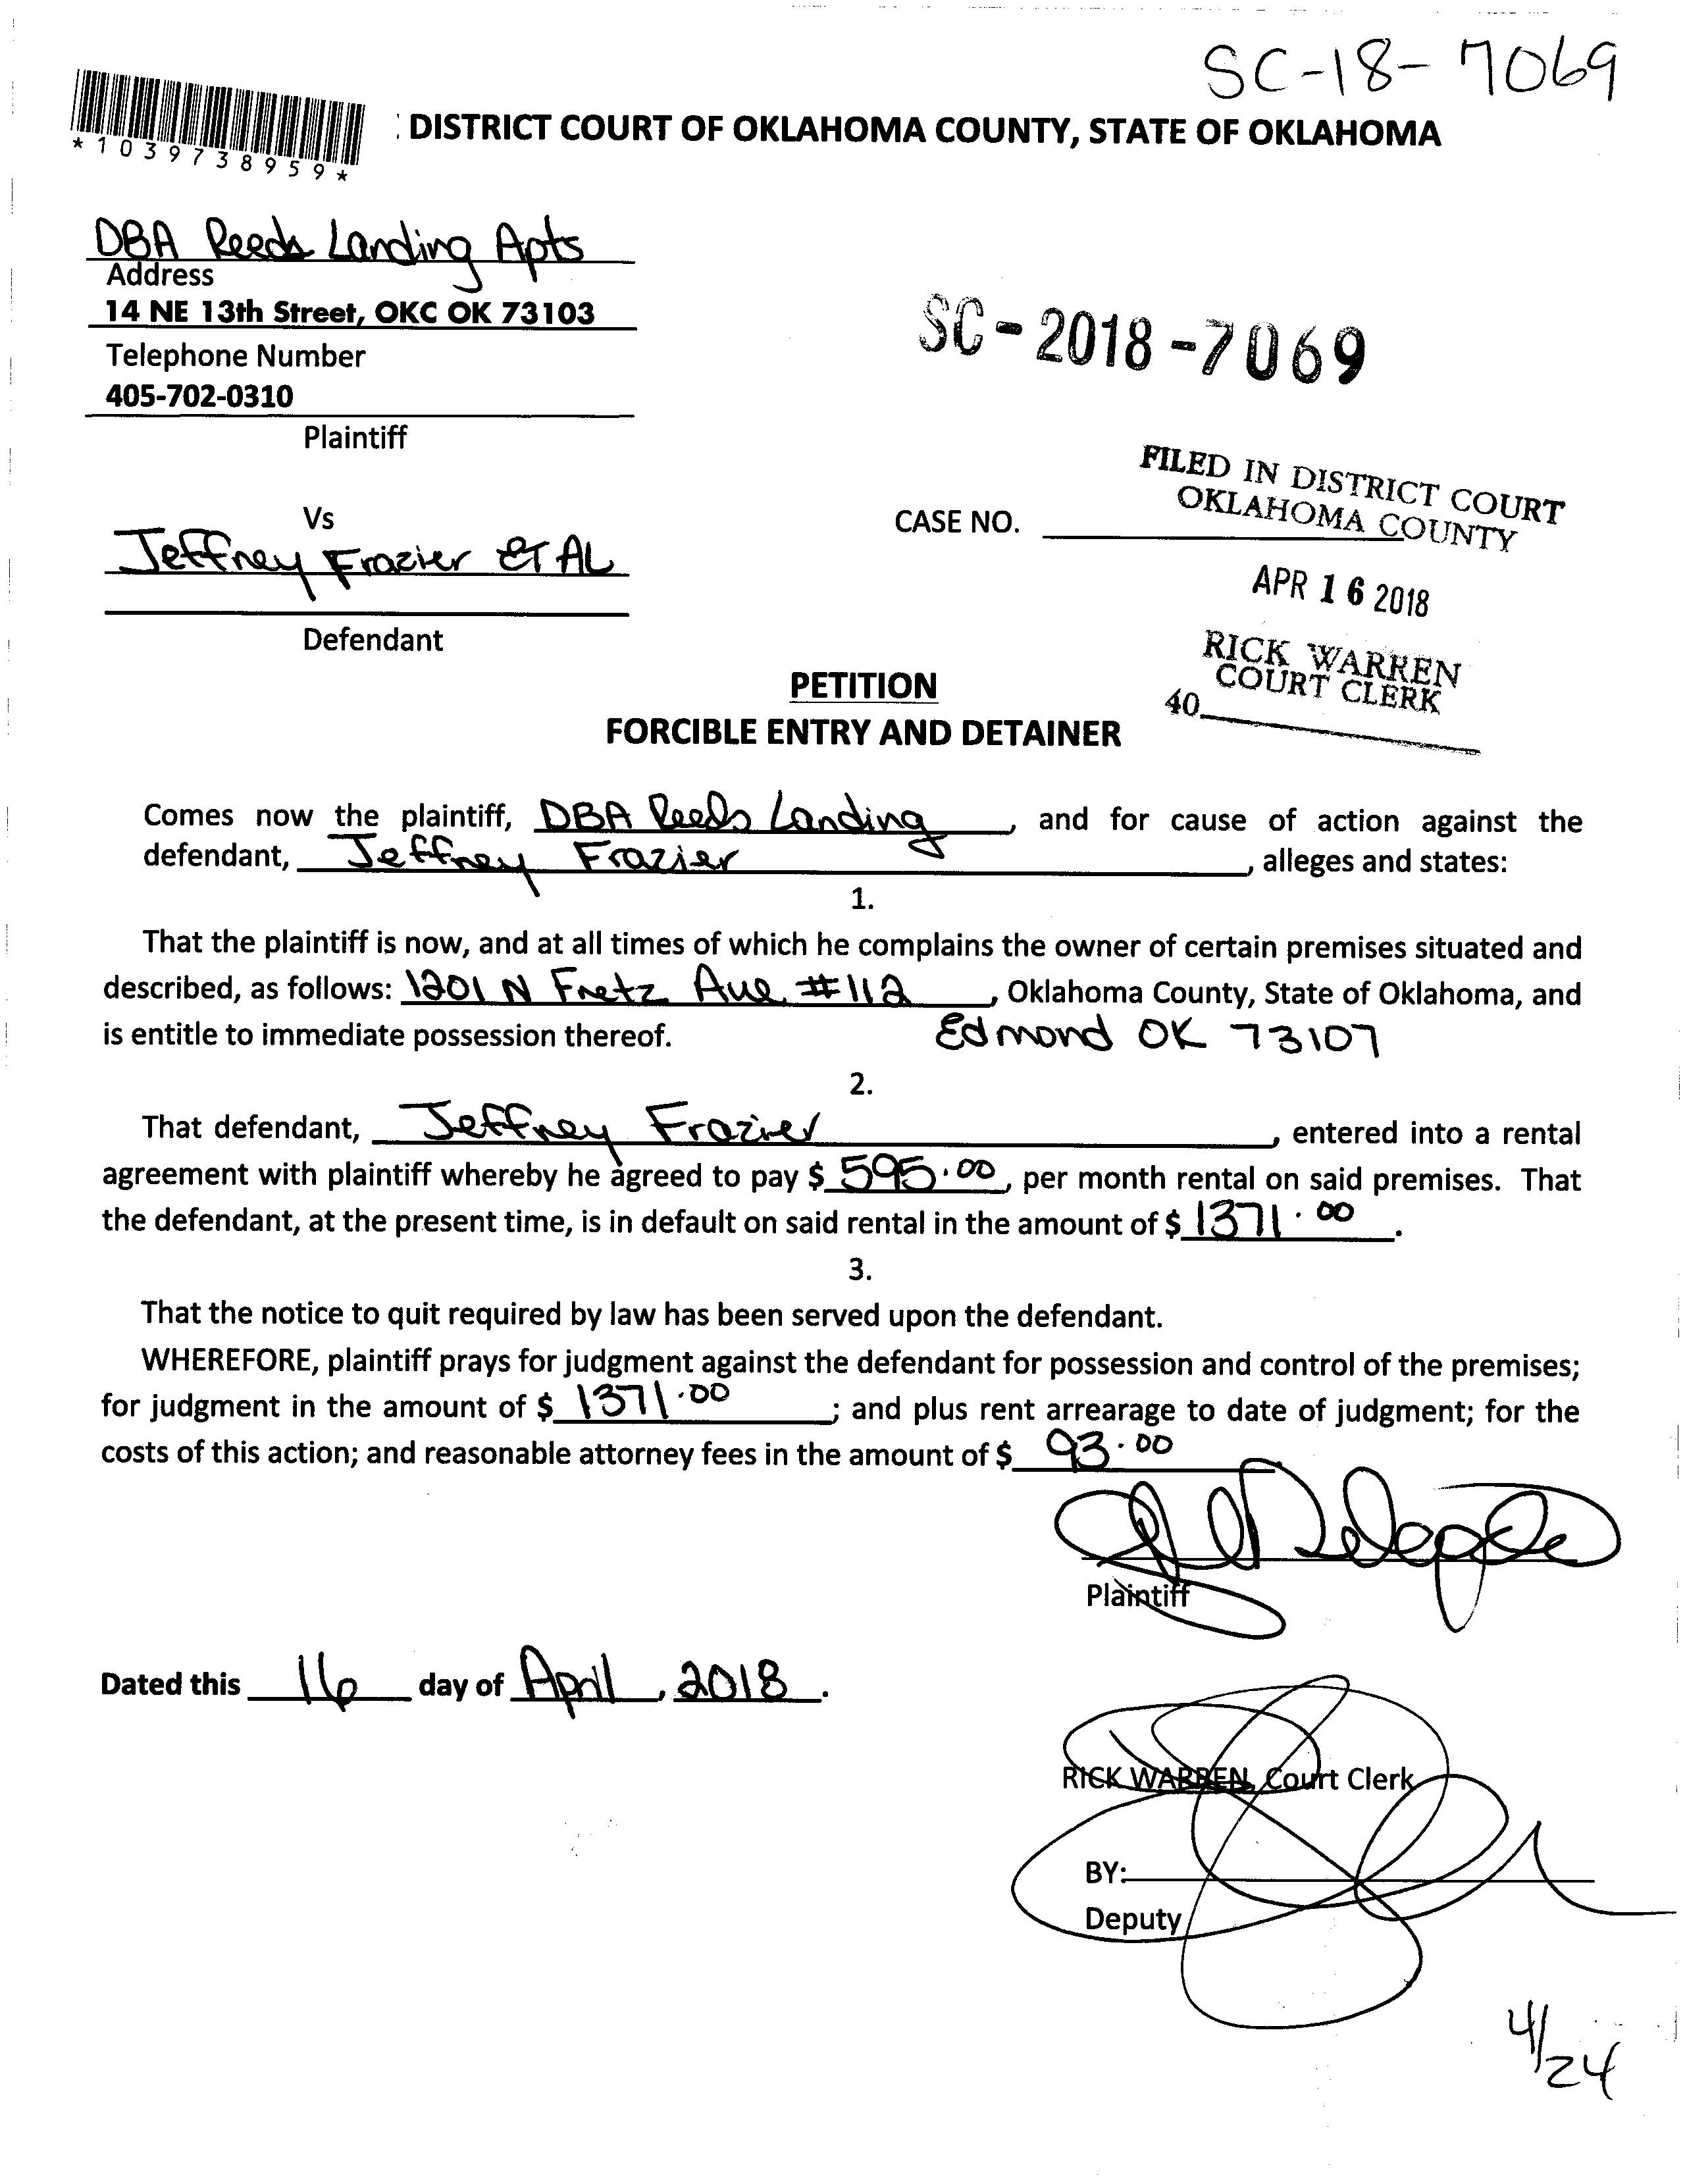 SC-18-7069
*1039738959*
DISTRICT COURT OF OKLAHOMA COUNTY, STATE OF OKLAHOMA
DBA Reeds Landing Apts
Address
14 NE 13th Street, OKC OK 73103
Telephone Number
405-702-0310
Plaintiff
SC-2018-7069
Vs
Jeffrey Frazier ET AL
Defendant
CASE NO.
FILED IN DISTRICT COURT
OKLAHOMA COUNTY
APR 16 2018
RICK WARREN
COURT CLERK
40
PETITION
FORCIBLE ENTRY AND DETAINER
Comes now the plaintiff, DBA Reeds Landing, and for cause of action against the
defendant, Jeffrey Frazier, alleges and states:
1.
That the plaintiff is now, and at all times of which he complains the owner of certain premises situated and
described, as follows: 1201 N Fretz Ave #112, Oklahoma County, State of Oklahoma, and
is entitle to immediate possession thereof. Edmond OK 73107
2.
That defendant, Jeffrey Frazier, entered into a rental
agreement with plaintiff whereby he agreed to pay $ 595.00, per month rental on said premises. That
the defendant, at the present time, is in default on said rental in the amount of $ 1371.00.
3.
That the notice to quit required by law has been served upon the defendant.
WHEREFORE, plaintiff prays for judgment against the defendant for possession and control of the premises;
for judgment in the amount of $ 1371.00; and plus rent arrearage to date of judgment; for the
costs of this action; and reasonable attorney fees in the amount of $ 93.00
Plaintiff
Dated this 16 day of April, 2018.
RICK WARREN, Court Clerk
BY:
Deputy
4/24